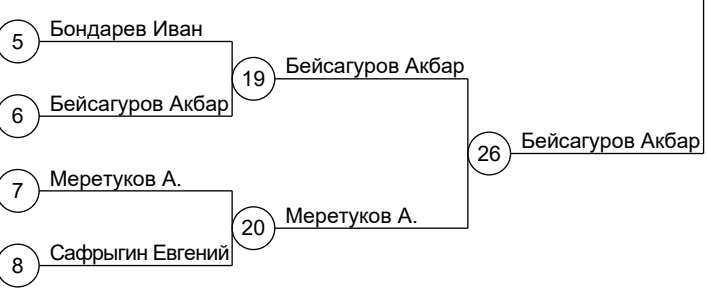 5 Бондарев Иван
19 Бейсагуров Акбар
6 Бейсагуров Акбар
26 Бейсагуров Акбар
7 Меретуков А.
20 Меретуков А.
8 Сафрыгин Евгений